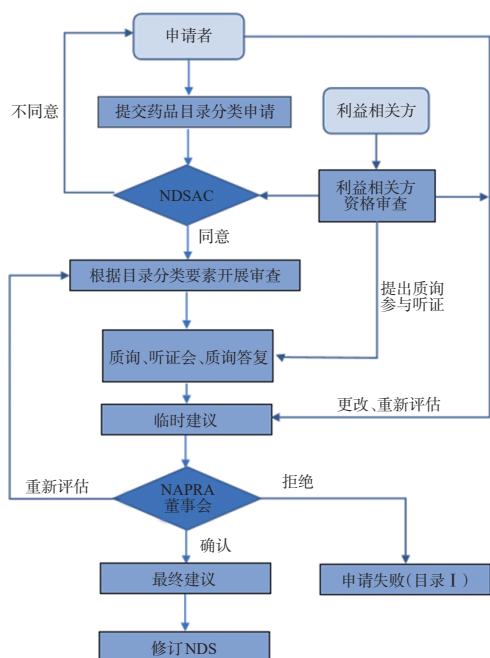 申请者
不同意
提交药品目录分类申请
利益相关方
NDSAC
利益相关方
资格审查
同意
根据目录分类要素开展审查
提出质询
参与听证
质询、听证会、质询答复
更改、重新评估
临时建议
重新评估
NAPRA
董事会
拒绝
确认
最终建议
申请失败(目录Ⅰ)
修订NDS